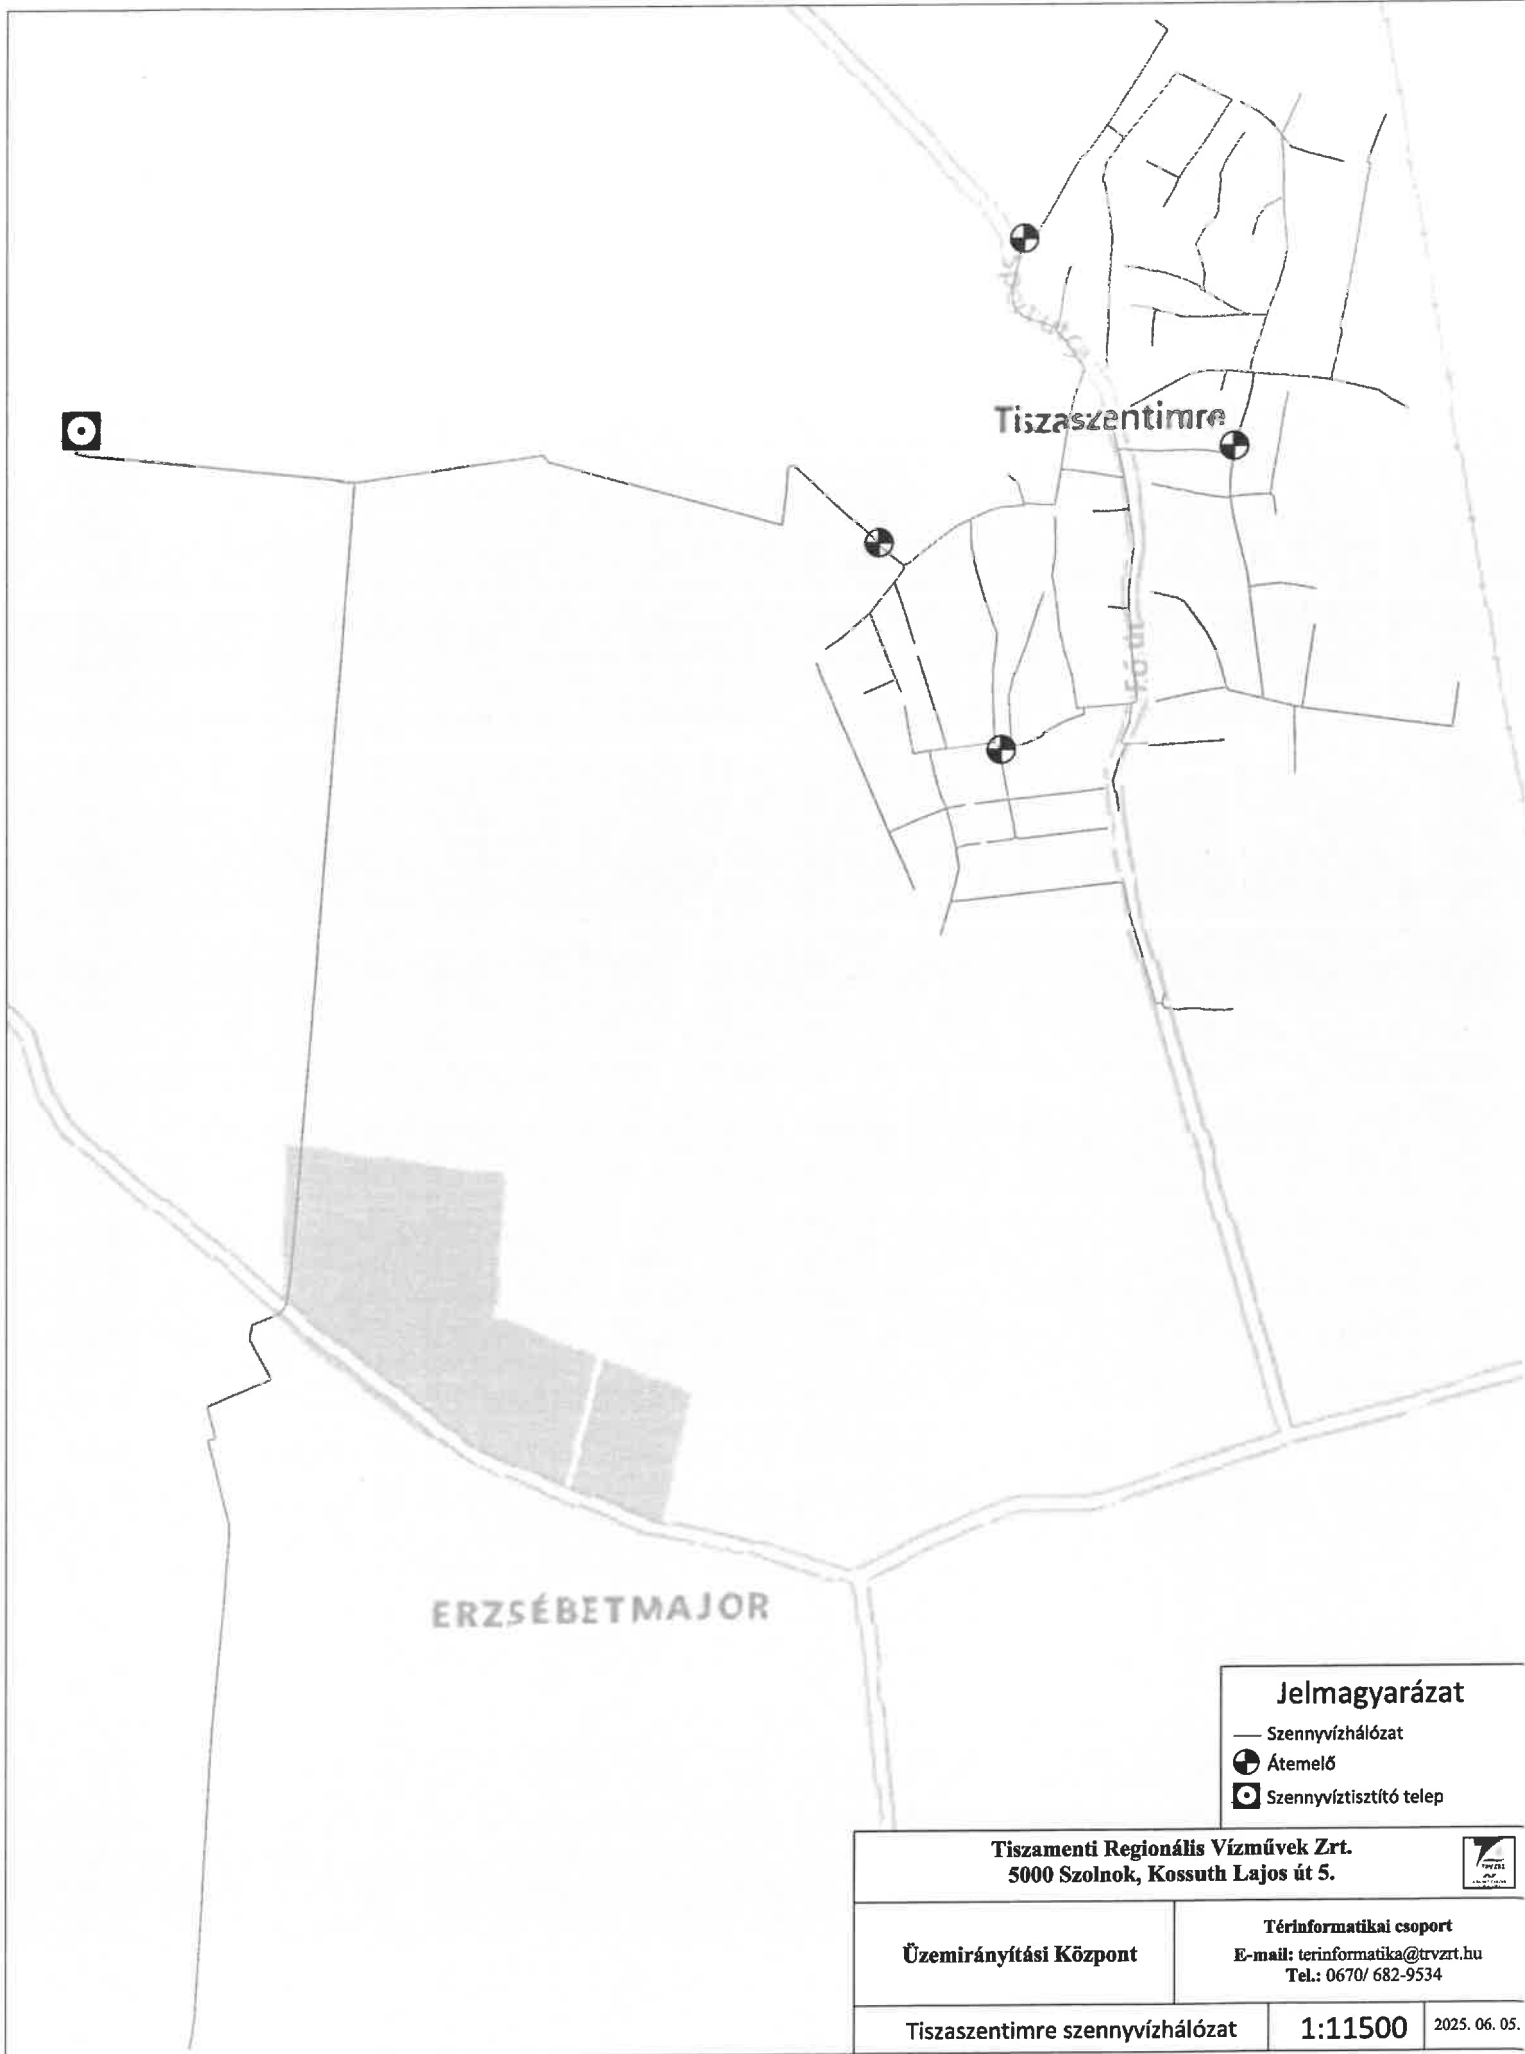 Tiszaszentimre
Fő út
ERZSÉBETMAJOR
Jelmagyarázat
Szennyvízhálózat
Átemelő
Szennyvíztisztító telep
Tiszamenti Regionális Vízművek Zrt.
5000 Szolnok, Kossuth Lajos út 5.
Üzemirányítási Központ
Térinformatikai csoport
E-mail: terinformatika@trvzrt.hu
Tel.: 0670/ 682-9534
Tiszaszentimre szennyvízhálózat
1:11500
2025. 06. 05.